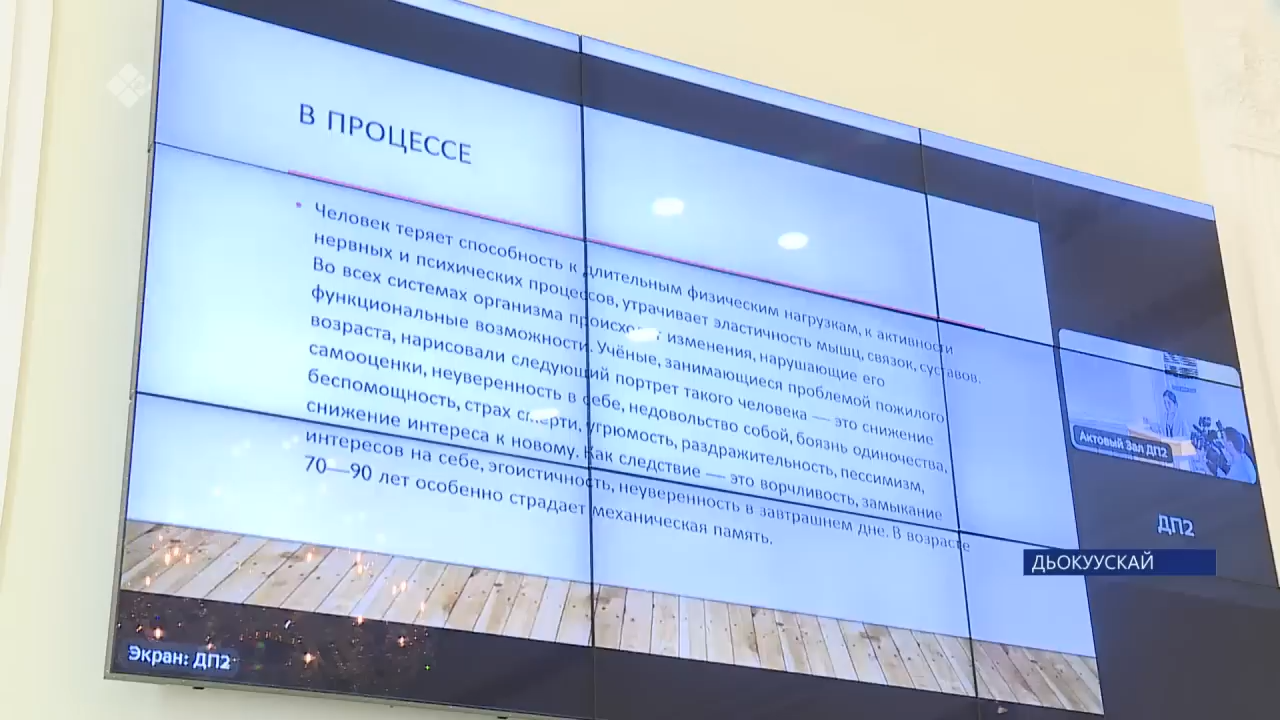 В ПРОЦЕССЕ
• Человек теряет способность к длительным физическим нагрузкам, к активности
нервных и психических процессов, утрачивает эластичность мышц, связок, суставов.
Во всех системах организма происходят изменения, нарушающие его
функциональные возможности. Учёные, занимающиеся проблемой пожилого
возраста, нарисовали следующий портрет такого человека — это снижение
самооценки, неуверенность в себе, недовольство собой, боязнь одиночества,
беспомощность, страх смерти, угрюмость, раздражительность, пессимизм,
снижение интереса к новому. Как следствие — это ворчливость, замыкание
интересов на себе, эгоистичность, неуверенность в завтрашнем дне. В возрасте
70—90 лет особенно страдает механическая память.
Актовый Зал ДП2
ДП2
ДЬОКУУСКАЙ
Экран: ДП2